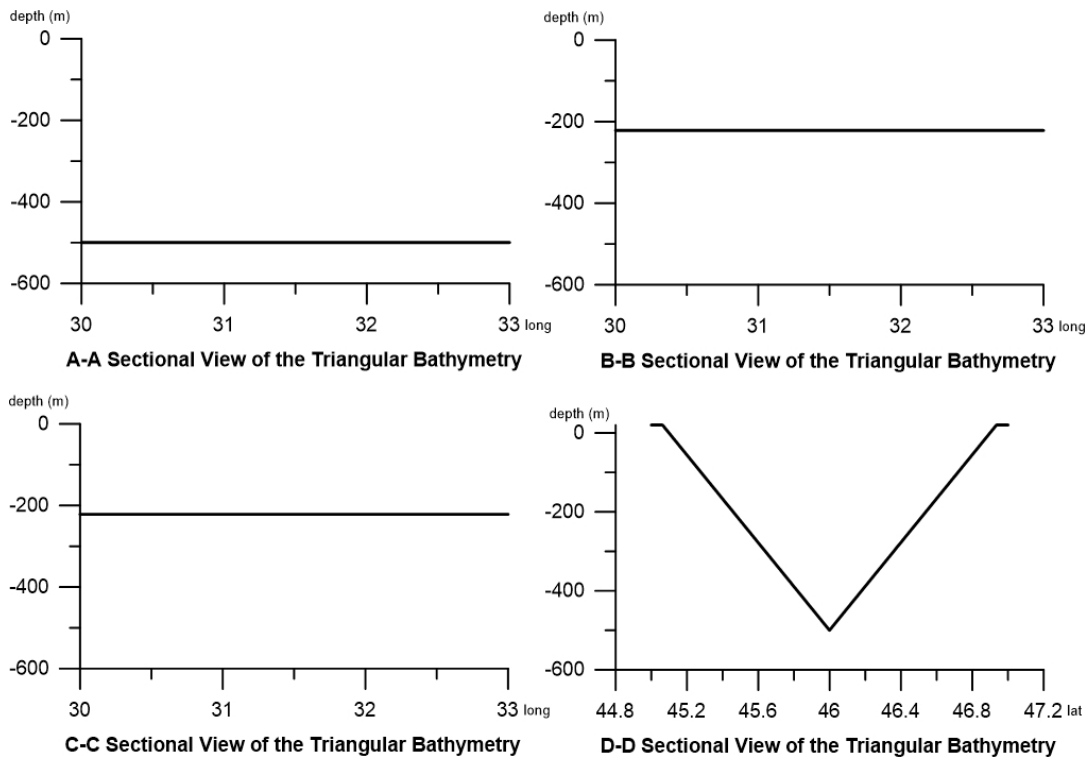 depth (m)
0
-200
-400
-600
30 31 32 33 long
A-A Sectional View of the Triangular Bathymetry
depth (m)
0
-200
-400
-600
30 31 32 33 long
B-B Sectional View of the Triangular Bathymetry
depth (m)
0
-200
-400
-600
30 31 32 33 long
C-C Sectional View of the Triangular Bathymetry
depth (m)
0
-200
-400
-600
44.8 45.2 45.6 46 46.4 46.8 47.2 lat
D-D Sectional View of the Triangular Bathymetry